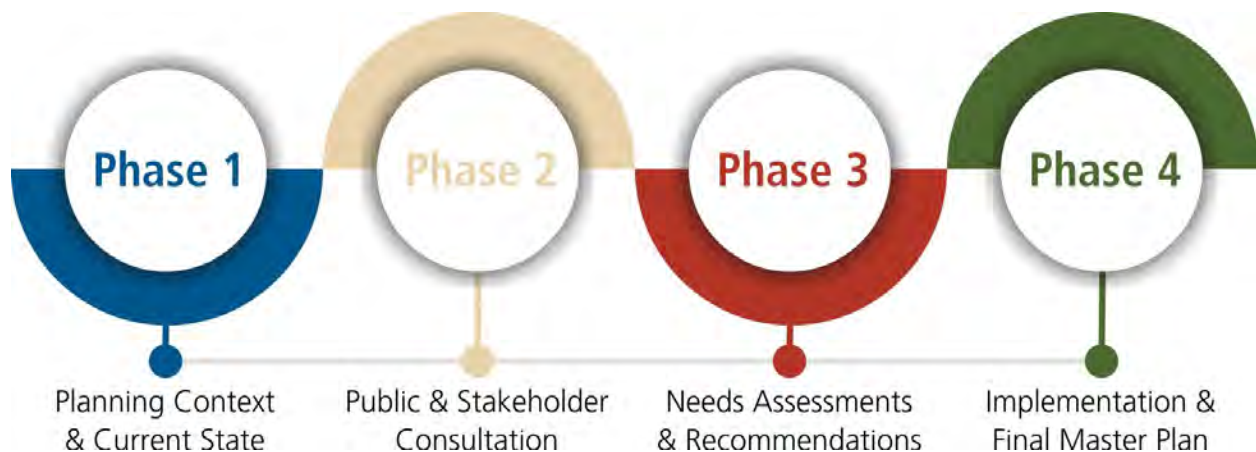 Phase 1
Phase 2
Phase 3
Phase 4
Planning Context
& Current State
Public & Stakeholder
Consultation
Needs Assessments
& Recommendations
Implementation &
Final Master Plan